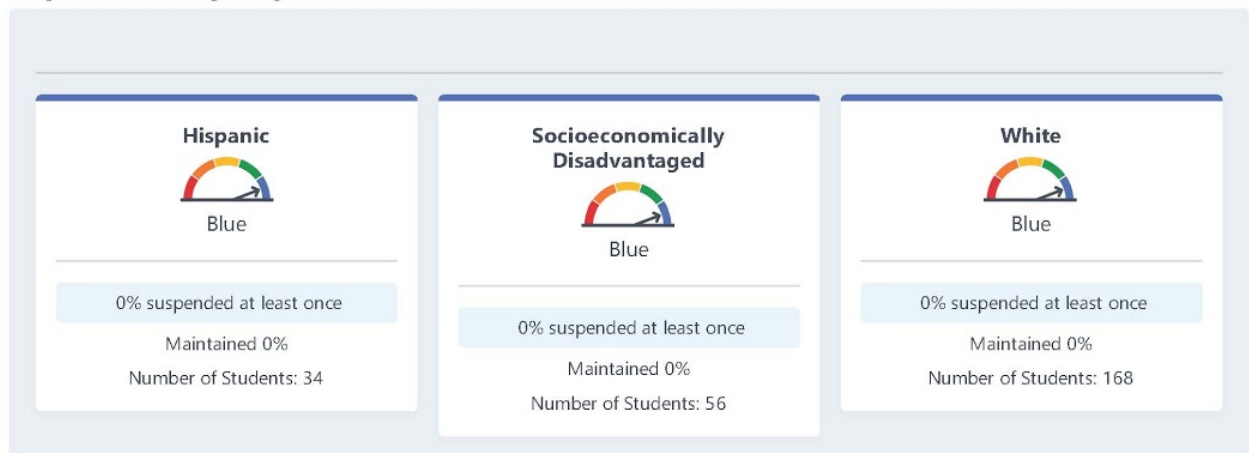 Hispanic
Blue
0% suspended at least once
Maintained 0%
Number of Students: 34
Socioeconomically
Disadvantaged
Blue
0% suspended at least once
Maintained 0%
Number of Students: 56
White
Blue
0% suspended at least once
Maintained 0%
Number of Students: 168